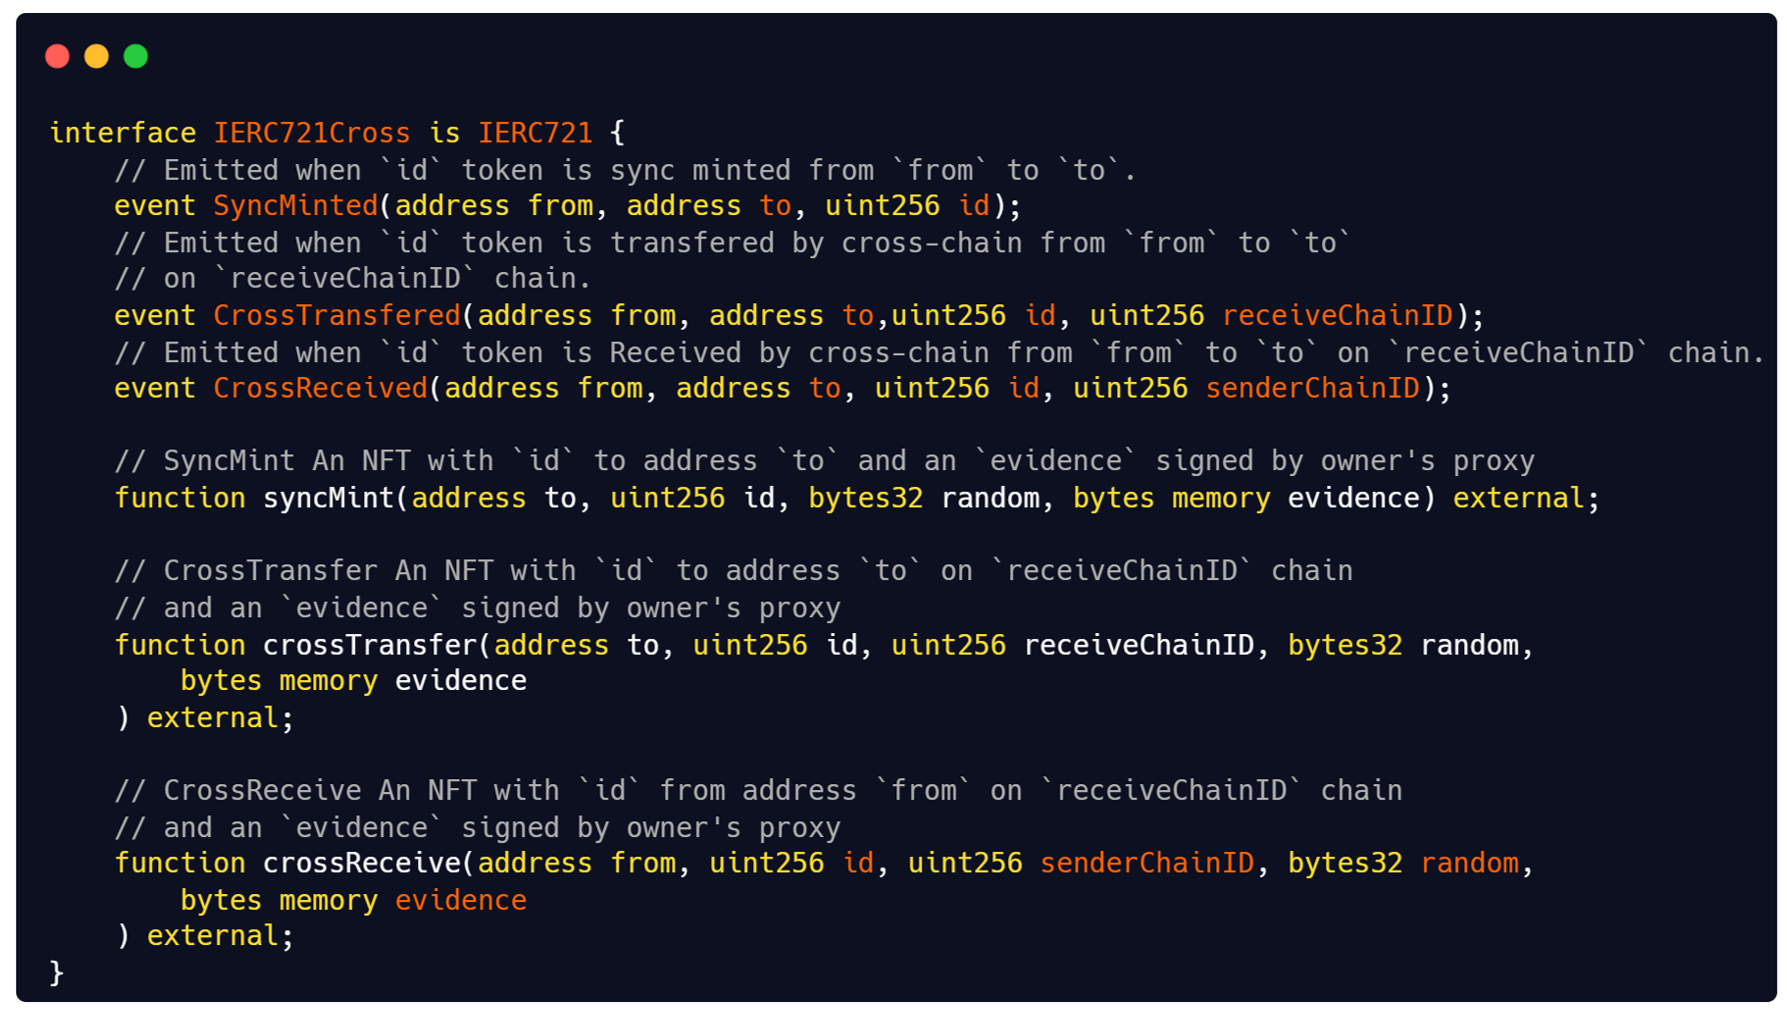 interface IERC721Cross is IERC721 {
    // Emitted when `id` token is sync minted from `from` to `to`.
    event SyncMinted(address from, address to, uint256 id);
    // Emitted when `id` token is transfered by cross-chain from `from` to `to`
    // on `receiveChainID` chain.
    event CrossTransfered(address from, address to,uint256 id, uint256 receiveChainID);
    // Emitted when `id` token is Received by cross-chain from `from` to `to` on `receiveChainID` chain.
    event CrossReceived(address from, address to, uint256 id, uint256 senderChainID);

    // SyncMint An NFT with `id` to address `to` and an `evidence` signed by owner's proxy
    function syncMint(address to, uint256 id, bytes32 random, bytes memory evidence) external;

    // CrossTransfer An NFT with `id` to address `to` on `receiveChainID` chain
    // and an `evidence` signed by owner's proxy
    function crossTransfer(address to, uint256 id, uint256 receiveChainID, bytes32 random,
        bytes memory evidence
    ) external;

    // CrossReceive An NFT with `id` from address `from` on `receiveChainID` chain
    // and an `evidence` signed by owner's proxy
    function crossReceive(address from, uint256 id, uint256 senderChainID, bytes32 random,
        bytes memory evidence
    ) external;
}